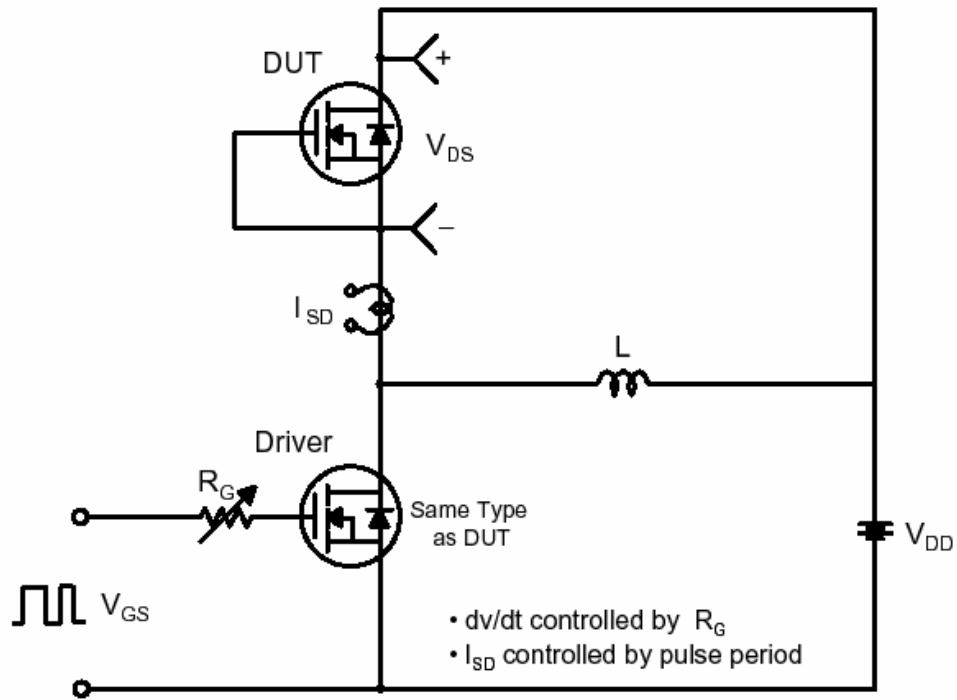 +
DUT
V_DS
−
I_SD
L
Driver
R_G
Same Type
as DUT
V_DD
V_GS
• dv/dt controlled by R_G
• I_SD controlled by pulse period